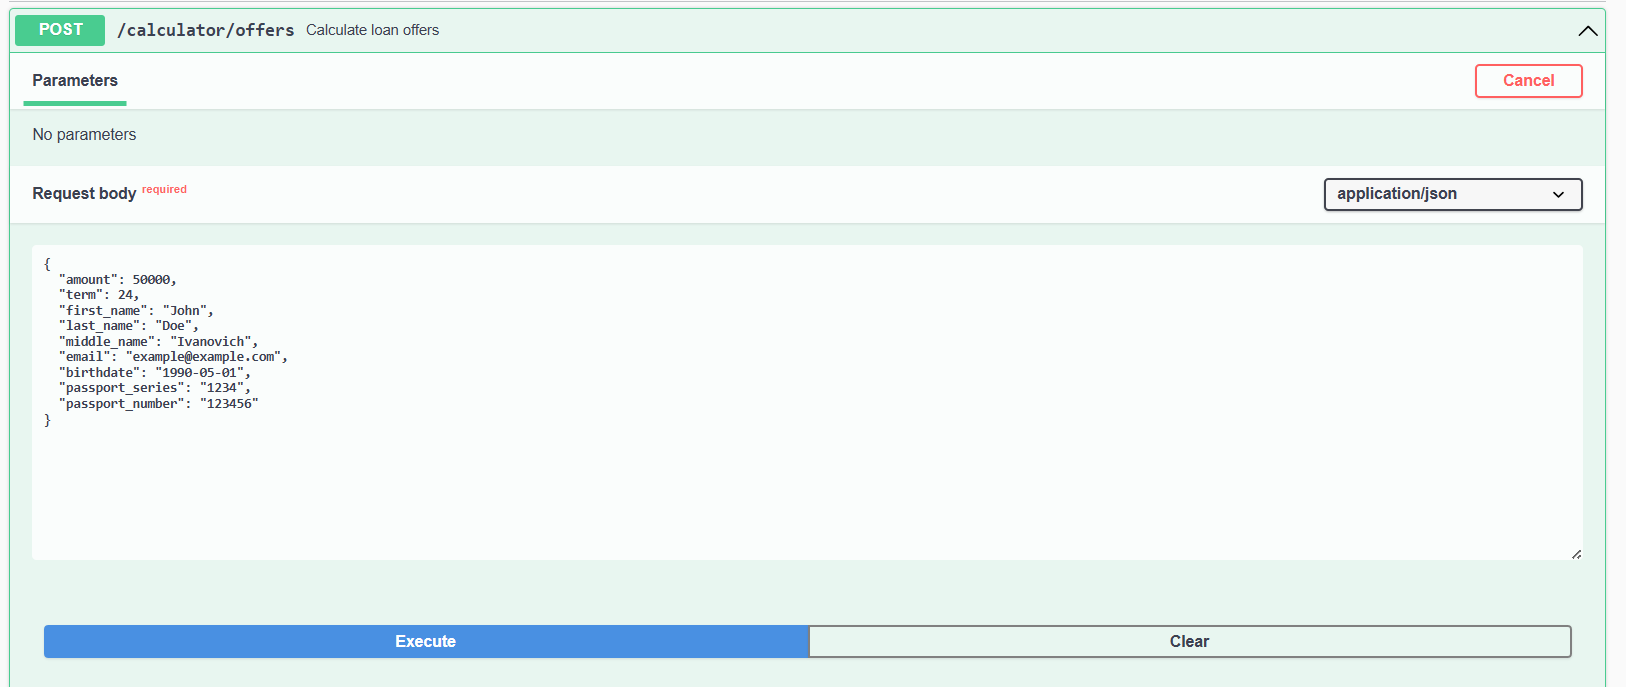 POST /calculator/offers Calculate loan offers
Parameters
Cancel
No parameters
Request body required
application/json
{
  "amount": 50000,
  "term": 24,
  "first_name": "John",
  "last_name": "Doe",
  "middle_name": "Ivanovich",
  "email": "example@example.com",
  "birthdate": "1990-05-01",
  "passport_series": "1234",
  "passport_number": "123456"
}
Execute
Clear